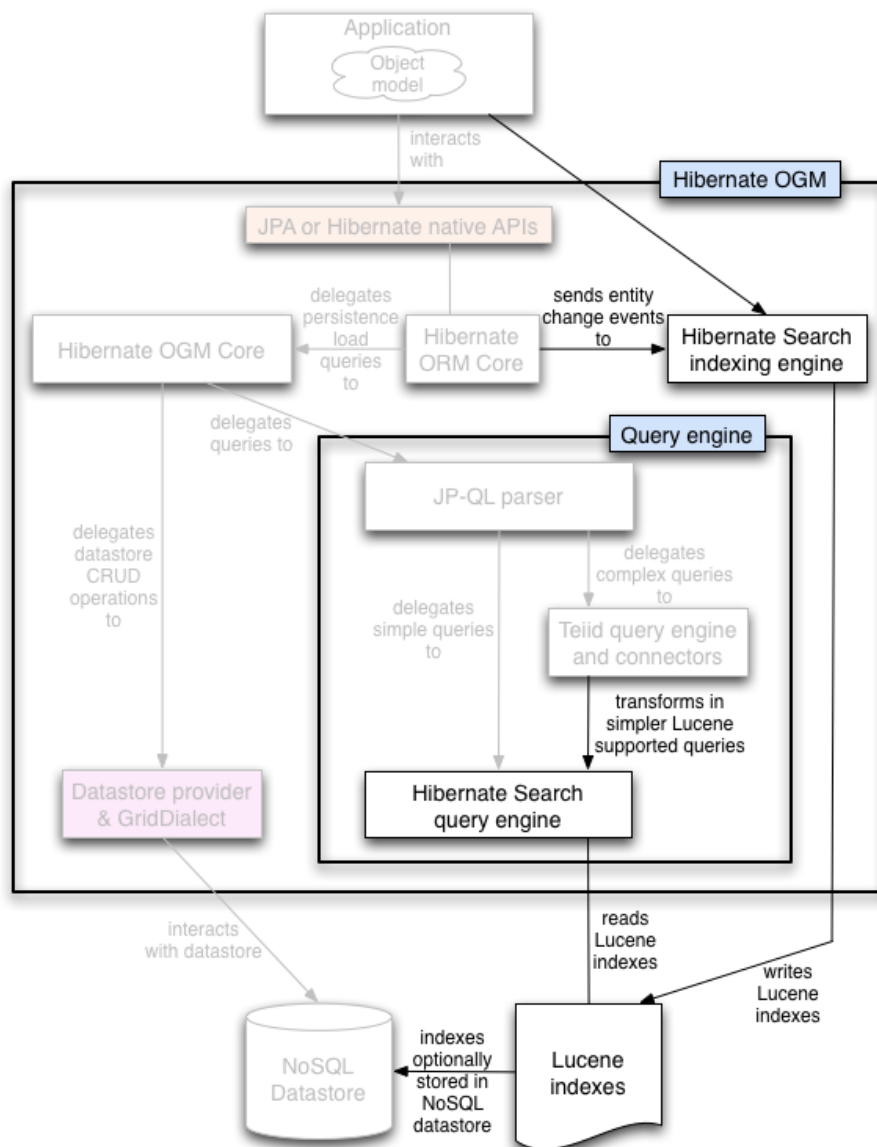 Application
Object
model
interacts
with
Hibernate OGM
JPA or Hibernate native APIs
delegates
persistence
load
queries
to
sends entity
change events
to
Hibernate OGM Core
Hibernate
ORM Core
Hibernate Search
indexing engine
delegates
queries to
Query engine
JP-QL parser
delegates
datastore
CRUD
operations
to
delegates
simple queries
to
delegates
complex queries
to
Teiid query engine
and connectors
transforms in
simpler Lucene
supported queries
Datastore provider
& GridDialect
Hibernate Search
query engine
interacts
with datastore
reads
Lucene
indexes
writes
Lucene
indexes
NoSQL
Datastore
indexes
optionally
stored in
NoSQL
datastore
Lucene
indexes